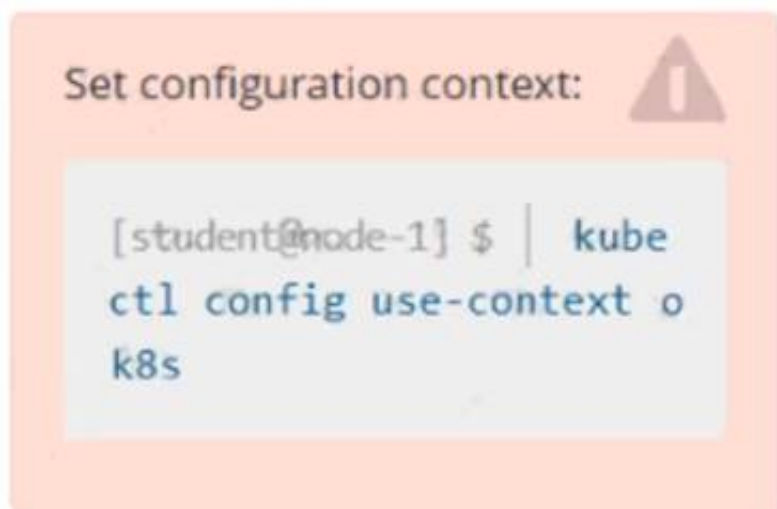 Set configuration context:
[student@node-1] $ | kube
ctl config use-context o
k8s